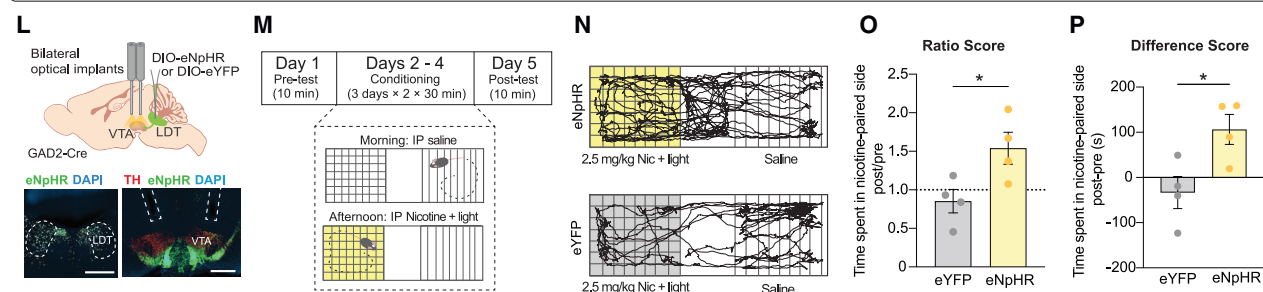 L
Bilateral
optical implants
DIO-eNpHR
or DIO-eYFP
VTA
LDT
GAD2-Cre
eNpHR DAPI
TH eNpHR DAPI
LDT
VTA
M
Day 1
Pre-test
(10 min)
Days 2 - 4
Conditioning
(3 days × 2 × 30 min)
Day 5
Post-test
(10 min)
Morning: IP saline
Afternoon: IP Nicotine + light
N
eNpHR
2.5 mg/kg Nic + light
Saline
eYFP
2.5 mg/kg Nic + light
Saline
O
Ratio Score
Time spent in nicotine-paired side
post/pre
2.5
2.0
1.5
1.0
0.5
0
*
eYFP
eNpHR
P
Difference Score
Time spent in nicotine-paired side
post-pre (s)
200
100
0
-100
-200
*
eYFP
eNpHR